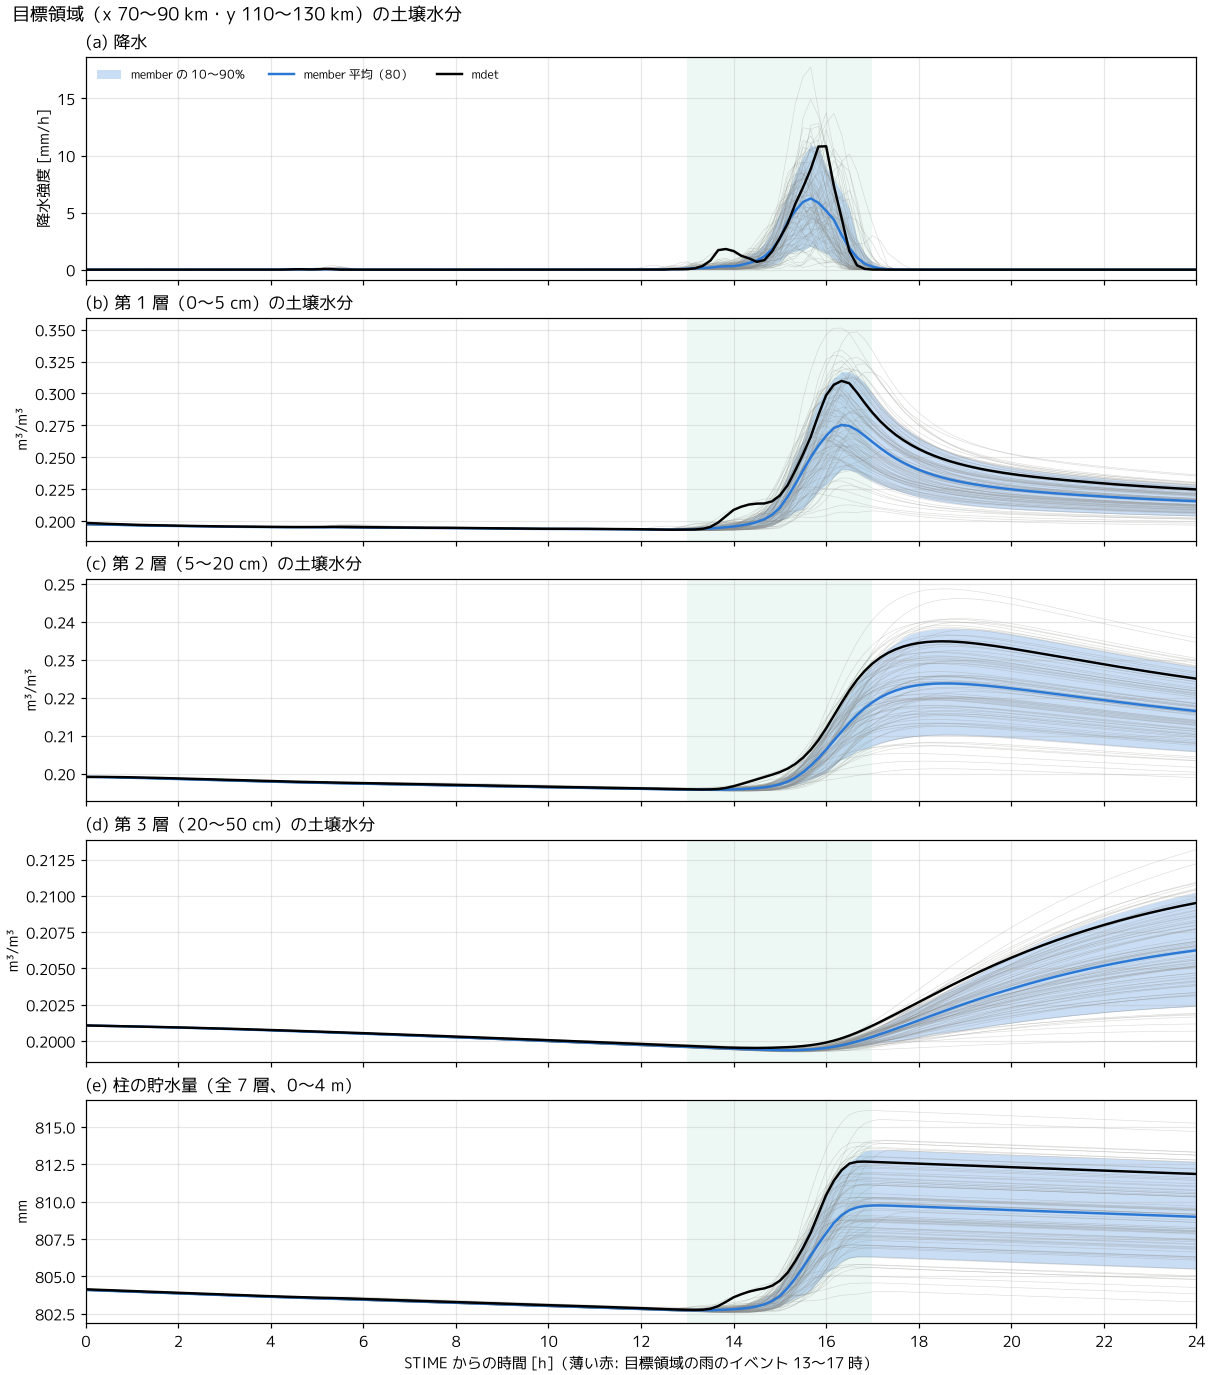 目標領域（x 70～90 km・y 110～130 km）の土壌水分
(a) 降水
member の 10～90%
member 平均（80）
mdet
降水強度 [mm/h]
15
10
5
0
(b) 第 1 層（0～5 cm）の土壌水分
m³/m³
0.350
0.325
0.300
0.275
0.250
0.225
0.200
(c) 第 2 層（5～20 cm）の土壌水分
m³/m³
0.25
0.24
0.23
0.22
0.21
0.20
(d) 第 3 層（20～50 cm）の土壌水分
m³/m³
0.2125
0.2100
0.2075
0.2050
0.2025
0.2000
(e) 柱の貯水量（全 7 層、0～4 m）
mm
815.0
812.5
810.0
807.5
805.0
802.5
0 2 4 6 8 10 12 14 16 18 20 22 24
STIME からの時間 [h]（薄い赤: 目標領域の雨のイベント 13～17 時）